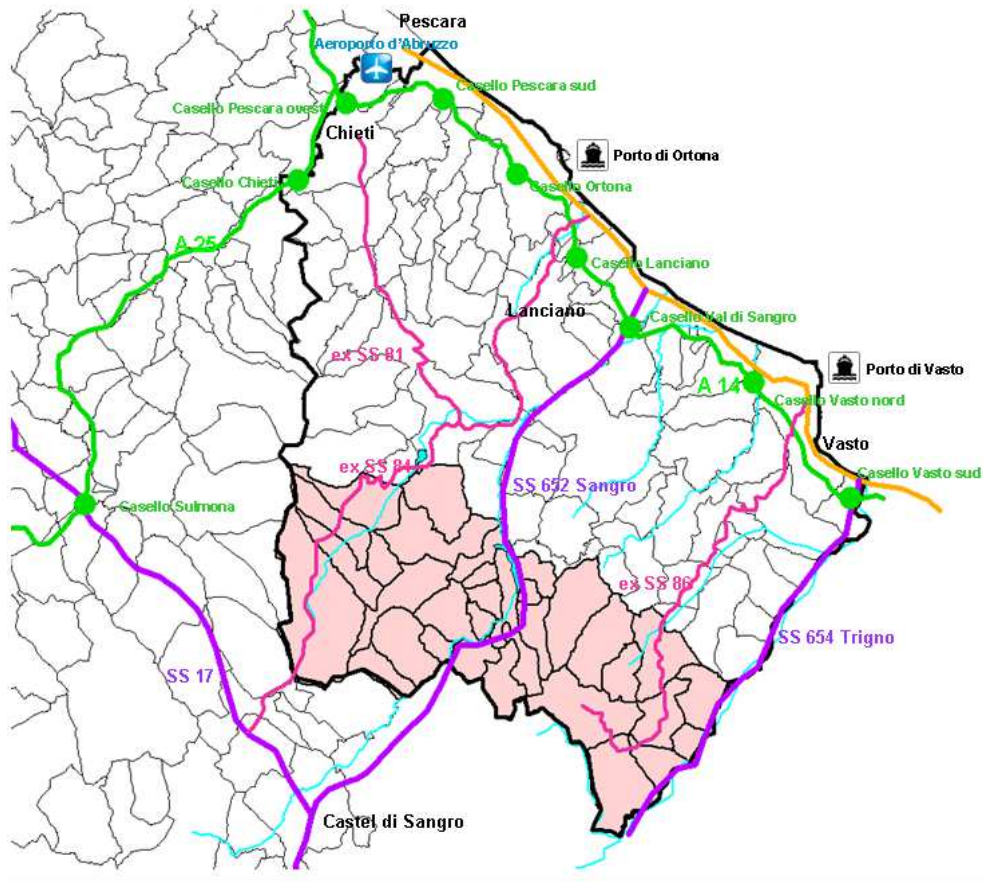 Pescara
Aeroporto d'Abruzzo
Casello Pescara sud
Casello Pescara ovest
Chieti
Porto di Ortona
Casello Chieti
Casello Ortona
A 25
Casello Lanciano
Lanciano
Casello Val di Sangro
ex SS 81
Porto di Vasto
A 14
Casello Vasto nord
Vasto
ex SS 84
Casello Vasto sud
SS 652 Sangro
Casello Sulmona
ex SS 86
SS 654 Trigno
SS 17
Castel di Sangro